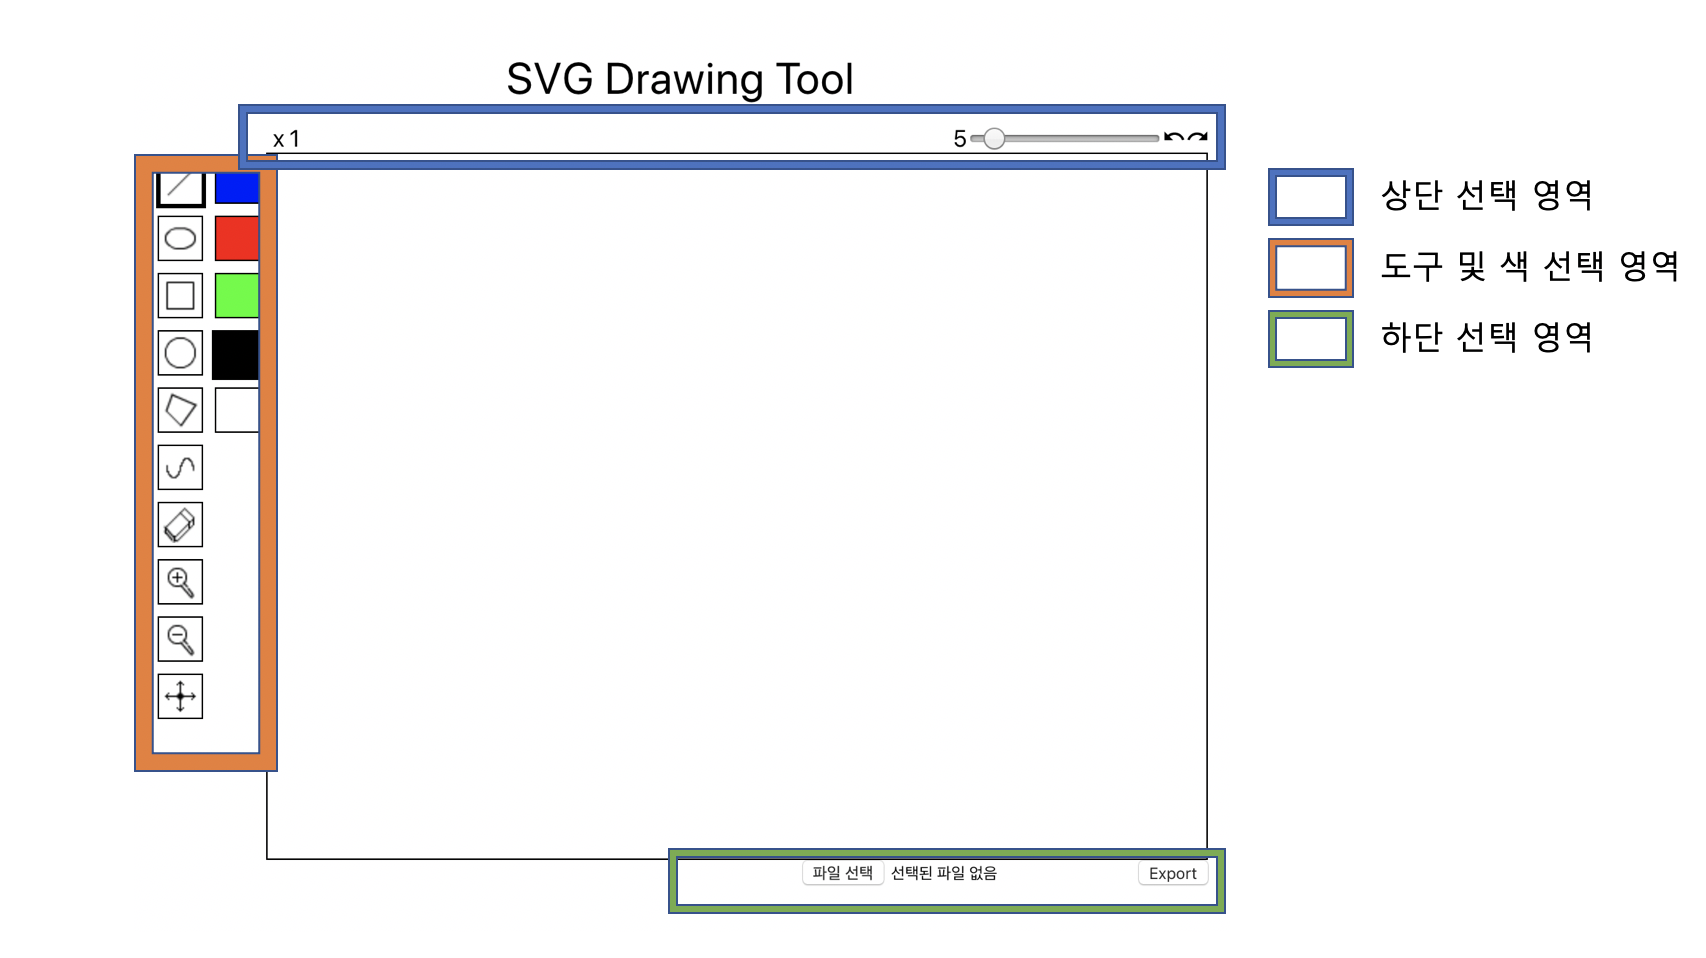 SVG Drawing Tool
x 1
5
상단 선택 영역
도구 및 색 선택 영역
하단 선택 영역
파일 선택 선택된 파일 없음
Export